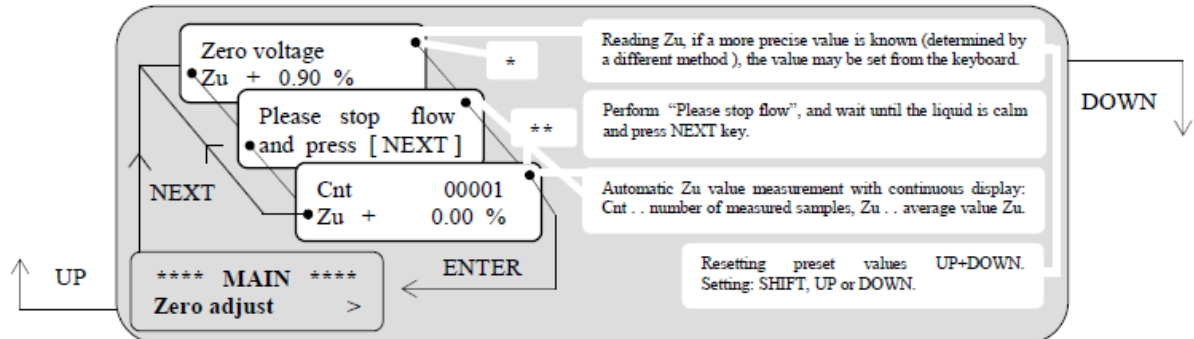 Zero voltage
Zu + 0.90 %
*
Reading Zu, if a more precise value is known (determined by
a different method ), the value may be set from the keyboard.
DOWN
Please stop flow
and press [ NEXT ]
**
Perform “Please stop flow”, and wait until the liquid is calm
and press NEXT key.
NEXT
Cnt 00001
Zu + 0.00 %
Automatic Zu value measurement with continuous display:
Cnt . . number of measured samples, Zu . . average value Zu.
UP
**** MAIN ****
Zero adjust >
ENTER
Resetting preset values UP+DOWN.
Setting: SHIFT, UP or DOWN.